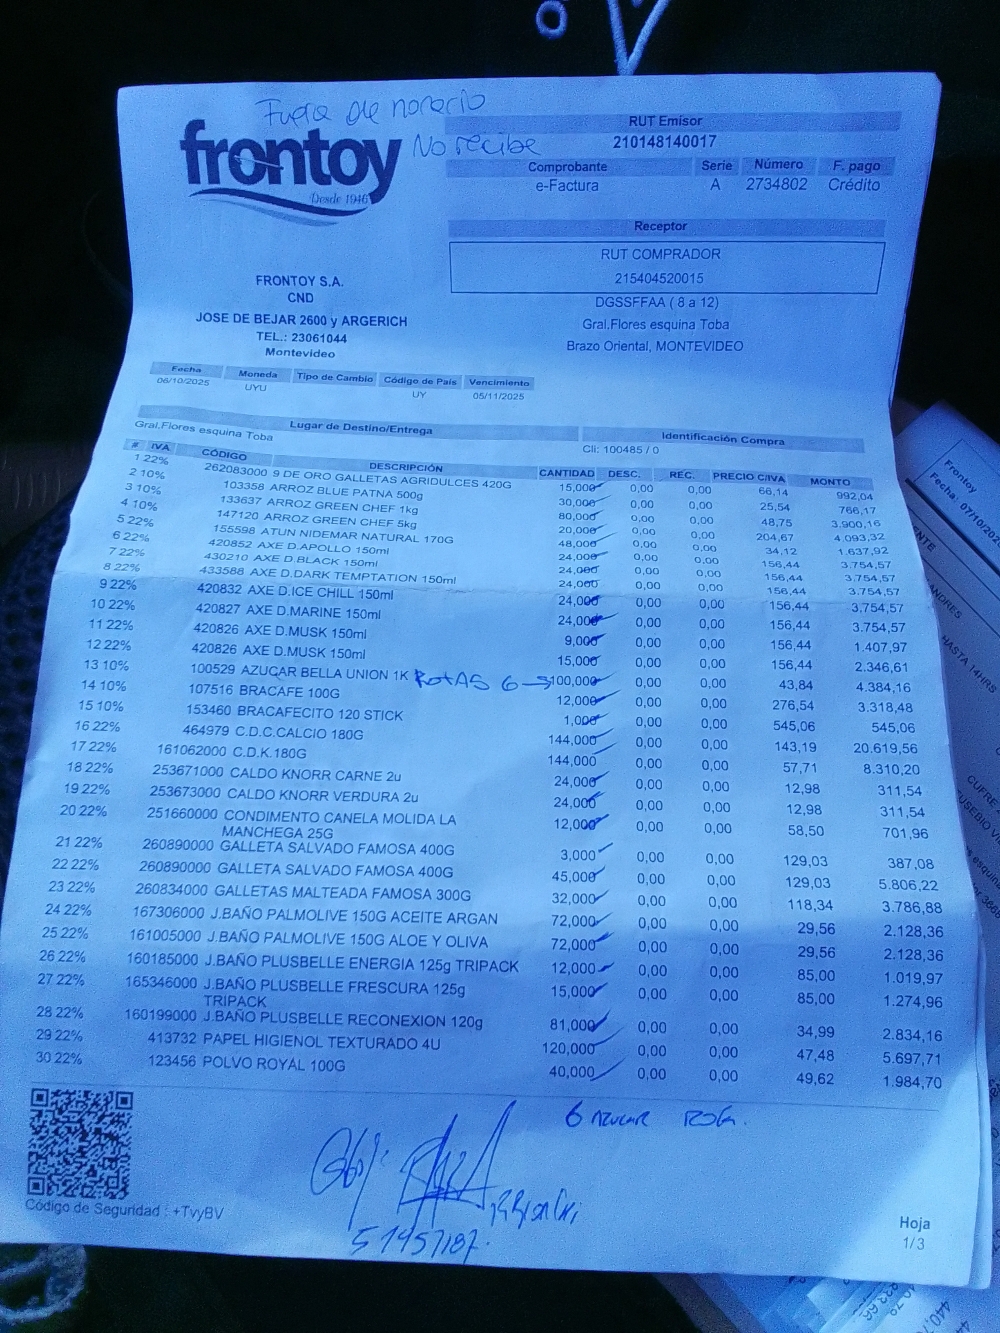 Fuera de horario
No recibe
frontoy
Desde 1946
RUT Emisor
210148140017
Comprobante Serie Número F. pago
e-Factura A 2734802 Crédito
Receptor
RUT COMPRADOR
215404520015
DGSSFFAA ( 8 a 12)
Gral.Flores esquina Toba
Brazo Oriental, MONTEVIDEO
FRONTOY S.A.
CND
JOSE DE BEJAR 2600 y ARGERICH
TEL.: 23061044
Montevideo
Fecha Moneda Tipo de Cambio Código de País Vencimiento
06/10/2025 UYU UY 05/11/2025
Lugar de Destino/Entrega Identificación Compra
Gral.Flores esquina Toba Cli: 100485 / 0
# IVA CÓDIGO DESCRIPCIÓN CANTIDAD DESC. REC. PRECIO C/IVA MONTO
1 22% 262083000 9 DE ORO GALLETAS AGRIDULCES 420G 15,000 0,00 0,00 66,14 992,04
2 10% 103358 ARROZ BLUE PATNA 500g 30,000 0,00 0,00 25,54 766,17
3 10% 133637 ARROZ GREEN CHEF 1kg 80,000 0,00 0,00 48,75 3.900,16
4 10% 147120 ARROZ GREEN CHEF 5kg 20,000 0,00 0,00 204,67 4.093,32
5 22% 155598 ATUN NIDEMAR NATURAL 170G 48,000 0,00 0,00 34,12 1.637,92
6 22% 420852 AXE D.APOLLO 150ml 24,000 0,00 0,00 156,44 3.754,57
7 22% 430210 AXE D.BLACK 150ml 24,000 0,00 0,00 156,44 3.754,57
8 22% 433588 AXE D.DARK TEMPTATION 150ml 24,000 0,00 0,00 156,44 3.754,57
9 22% 420832 AXE D.ICE CHILL 150ml 24,000 0,00 0,00 156,44 3.754,57
10 22% 420827 AXE D.MARINE 150ml 24,000 0,00 0,00 156,44 3.754,57
11 22% 420826 AXE D.MUSK 150ml 9,000 0,00 0,00 156,44 1.407,97
12 22% 420826 AXE D.MUSK 150ml 15,000 0,00 0,00 156,44 2.346,61
13 10% 100529 AZUCAR BELLA UNION 1K RotAS 6 100,000 0,00 0,00 43,84 4.384,16
14 10% 107516 BRACAFE 100G 12,000 0,00 0,00 276,54 3.318,48
15 10% 153460 BRACAFECITO 120 STICK 1,000 0,00 0,00 545,06 545,06
16 22% 464979 C.D.C.CALCIO 180G 144,000 0,00 0,00 143,19 20.619,56
17 22% 161062000 C.D.K.180G 144,000 0,00 0,00 57,71 8.310,20
18 22% 253671000 CALDO KNORR CARNE 2u 24,000 0,00 0,00 12,98 311,54
19 22% 253673000 CALDO KNORR VERDURA 2u 24,000 0,00 0,00 12,98 311,54
20 22% 251660000 CONDIMENTO CANELA MOLIDA LA 12,000 0,00 0,00 58,50 701,96
MANCHEGA 25G
21 22% 260890000 GALLETA SALVADO FAMOSA 400G 3,000 0,00 0,00 129,03 387,08
22 22% 260890000 GALLETA SALVADO FAMOSA 400G 45,000 0,00 0,00 129,03 5.806,22
23 22% 260834000 GALLETAS MALTEADA FAMOSA 300G 32,000 0,00 0,00 118,34 3.786,88
24 22% 167306000 J.BAÑO PALMOLIVE 150G ACEITE ARGAN 72,000 0,00 0,00 29,56 2.128,36
25 22% 161005000 J.BAÑO PALMOLIVE 150G ALOE Y OLIVA 72,000 0,00 0,00 29,56 2.128,36
26 22% 160185000 J.BAÑO PLUSBELLE ENERGIA 125g TRIPACK 12,000 0,00 0,00 85,00 1.019,97
27 22% 165346000 J.BAÑO PLUSBELLE FRESCURA 125g 15,000 0,00 0,00 85,00 1.274,96
TRIPACK
28 22% 160199000 J.BAÑO PLUSBELLE RECONEXION 120g 81,000 0,00 0,00 34,99 2.834,16
29 22% 413732 PAPEL HIGIENOL TEXTURADO 4U 120,000 0,00 0,00 47,48 5.697,71
30 22% 123456 POLVO ROYAL 100G 40,000 0,00 0,00 49,62 1.984,70
6 AZUCAR
Código de Seguridad : +TvyBV
Hoja
1/3
Frontoy
Fecha: 07/10/202
ANDRES
HASTA 14HRS